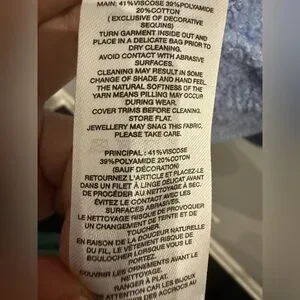 MAIN: 41%VISCOSE 39%POLYAMIDE
20%COTTON
( EXCLUSIVE OF DECORATIVE
SEQUINS)
TURN GARMENT INSIDE OUT AND
PLACE IN A DELICATE BAG PRIOR TO
DRY CLEANING.
AVOID CONTACT WITH ABRASIVE
SURFACES.
CLEANING MAY RESULT IN SOME
CHANGE OF SHADE AND HAND FEEL.
THE NATURAL SOFTNESS OF THE
YARN MEANS PILLING MAY OCCUR
DURING WEAR.
COVER TRIMS BEFORE CLEANING.
STORE FLAT.
JEWELLERY MAY SNAG THIS FABRIC,
PLEASE TAKE CARE.
PRINCIPAL : 41%VISCOSE
39%POLYAMIDE 20%COTON
(SAUF DÉCORATION)
RETOURNEZ L'ARTICLE ET PLACEZ-LE
DANS UN FILET À LINGE DÉLICAT AVANT
DE PROCÉDER AU NETTOYAGE À SEC.
ÉVITEZ LE CONTACT AVEC LES
SURFACES ABRASIVES.
LE NETTOYAGE RISQUE DE PROVOQUER
UN CHANGEMENT DE TEINTE ET DE
TOUCHER.
EN RAISON DE LA DOUCEUR NATURELLE
DU FIL, LE VÊTEMENT RISQUE DE
BOULOCHER LORSQUE VOUS LE
PORTEZ.
COUVRIR LES ORNEMENTS AVANT LE
NETTOYAGE.
ATTENTION CAR LES BIJOUX